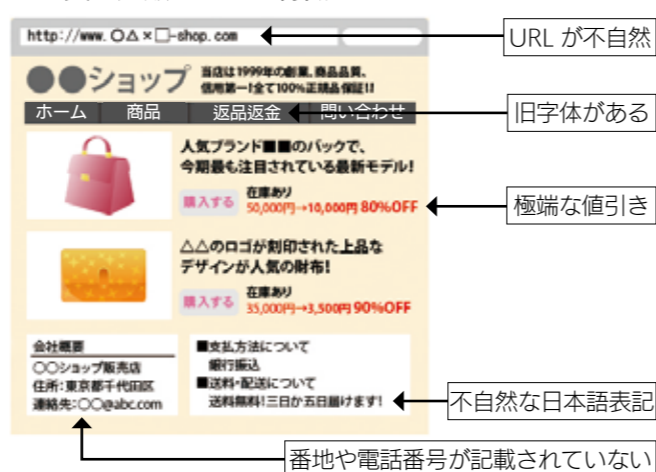 http://www.〇△×□-shop.com
URL が不自然
●●ショップ
当店は1999年の創業。商品品質、
信用第一!全て100%正規品保証!!
ホーム 商品 返品返金 問い合わせ
旧字体がある
人気ブランド■■のバックで、
今期最も注目されている最新モデル!
購入する
在庫あり
50,000円→10,000円 80%OFF
極端な値引き
△△のロゴが刻印された上品な
デザインが人気の財布!
購入する
在庫あり
35,000円→3,500円 90%OFF
会社概要
〇〇ショップ販売店
住所:東京都千代田区
連絡先:〇〇@abc.com
■支払方法について
銀行振込
■送料・配送について
送料無料!三日か五日届けます!
不自然な日本語表記
番地や電話番号が記載されていない